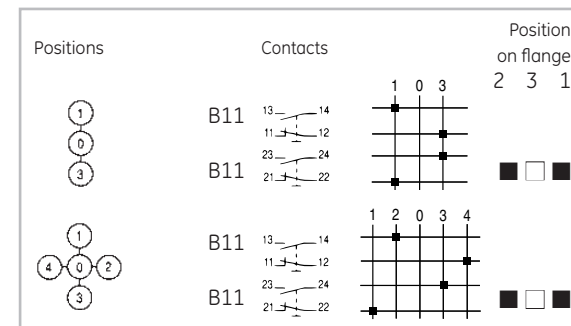 Position
Positions Contacts on flange
1 0 3 2 3 1
1 B11 13 14
0 11 12
3 B11 23 24
21 22
1 2 0 3 4
1 B11 13 14
4 0 2 11 12
3 B11 23 24
21 22